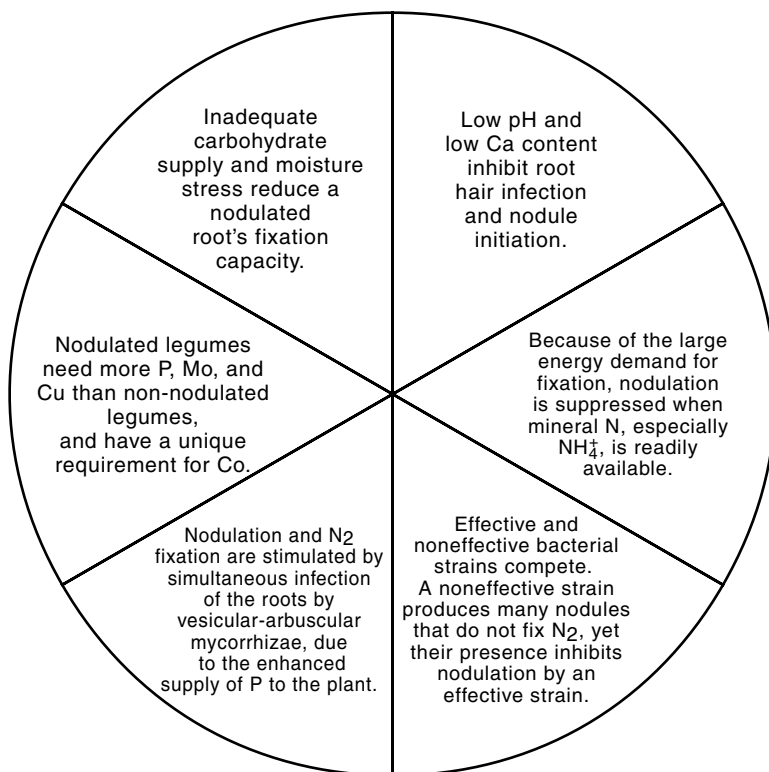 Inadequate
carbohydrate
supply and moisture
stress reduce a
nodulated
root's fixation
capacity.
Low pH and
low Ca content
inhibit root
hair infection
and nodule
initiation.
Nodulated legumes
need more P, Mo, and
Cu than non-nodulated
legumes,
and have a unique
requirement for Co.
Because of the large
energy demand for
fixation, nodulation
is suppressed when
mineral N, especially
NH₄⁺, is readily
available.
Nodulation and N₂
fixation are stimulated by
simultaneous infection
of the roots by
vesicular-arbuscular
mycorrhizae, due
to the enhanced
supply of P to the plant.
Effective and
noneffective bacterial
strains compete.
A noneffective strain
produces many nodules
that do not fix N₂, yet
their presence inhibits
nodulation by an
effective strain.